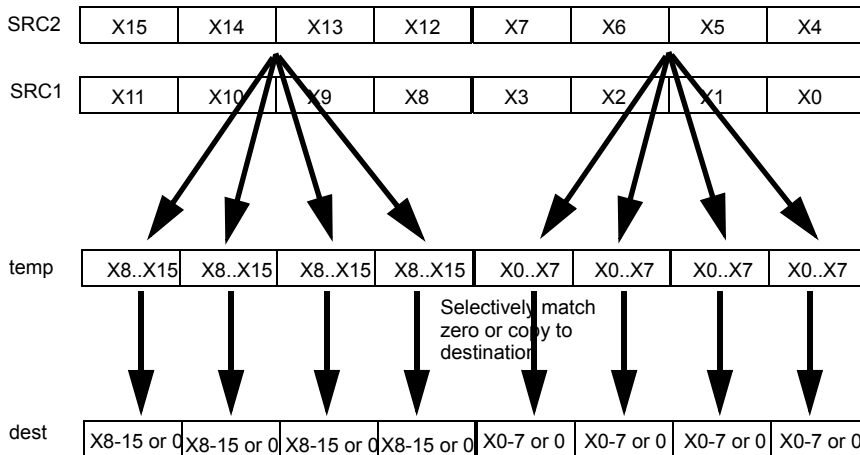 SRC2 X15 X14 X13 X12 X7 X6 X5 X4
SRC1 X11 X10 X9 X8 X3 X2 X1 X0
temp X8..X15 X8..X15 X8..X15 X8..X15 X0..X7 X0..X7 X0..X7 X0..X7
Selectively match
zero or copy to
destination
dest X8-15 or 0 X8-15 or 0 X8-15 or 0 X8-15 or 0 X0-7 or 0 X0-7 or 0 X0-7 or 0 X0-7 or 0